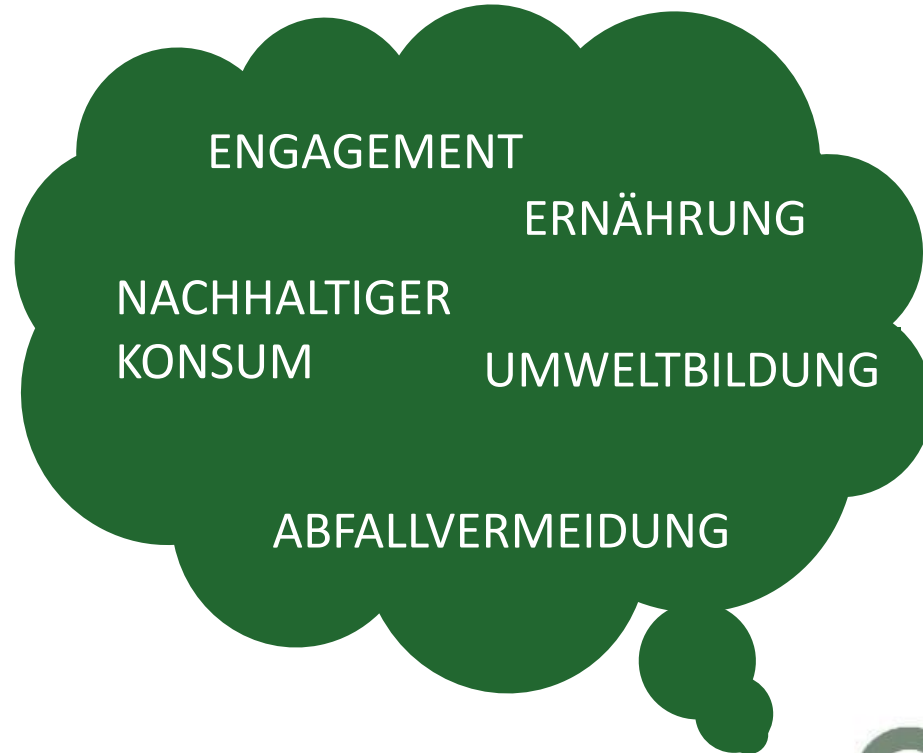 ENGAGEMENT
ERNÄHRUNG
NACHHALTIGER
KONSUM
UMWELTBILDUNG
ABFALLVERMEIDUNG